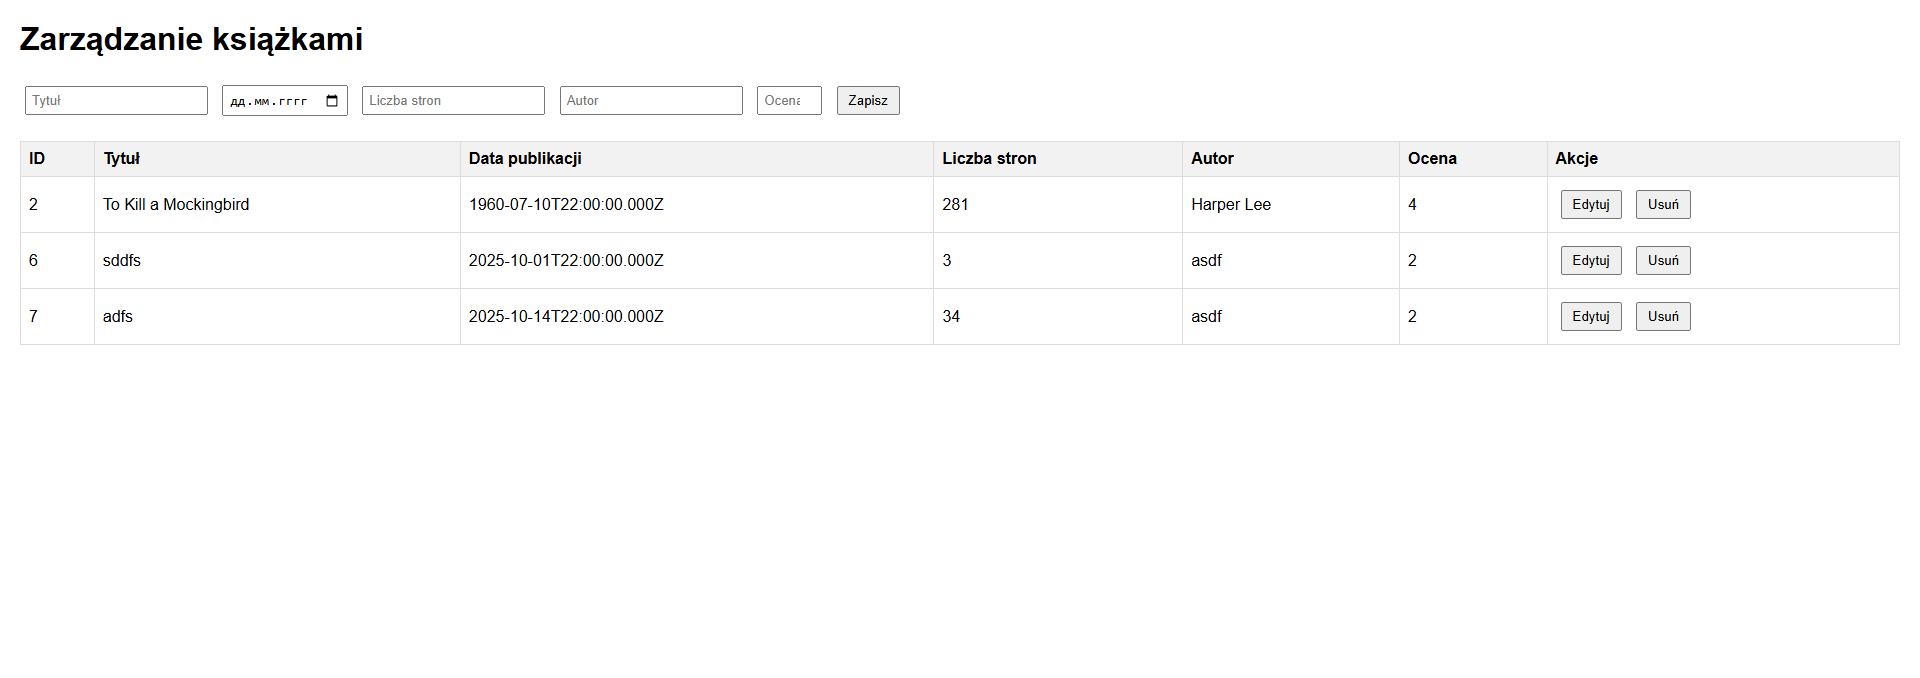 Zarządzanie książkami
Tytuł дд.мм.гггг Liczba stron Autor Ocena Zapisz
ID Tytuł Data publikacji Liczba stron Autor Ocena Akcje
2 To Kill a Mockingbird 1960-07-10T22:00:00.000Z 281 Harper Lee 4 Edytuj Usuń
6 sddfs 2025-10-01T22:00:00.000Z 3 asdf 2 Edytuj Usuń
7 adfs 2025-10-14T22:00:00.000Z 34 asdf 2 Edytuj Usuń